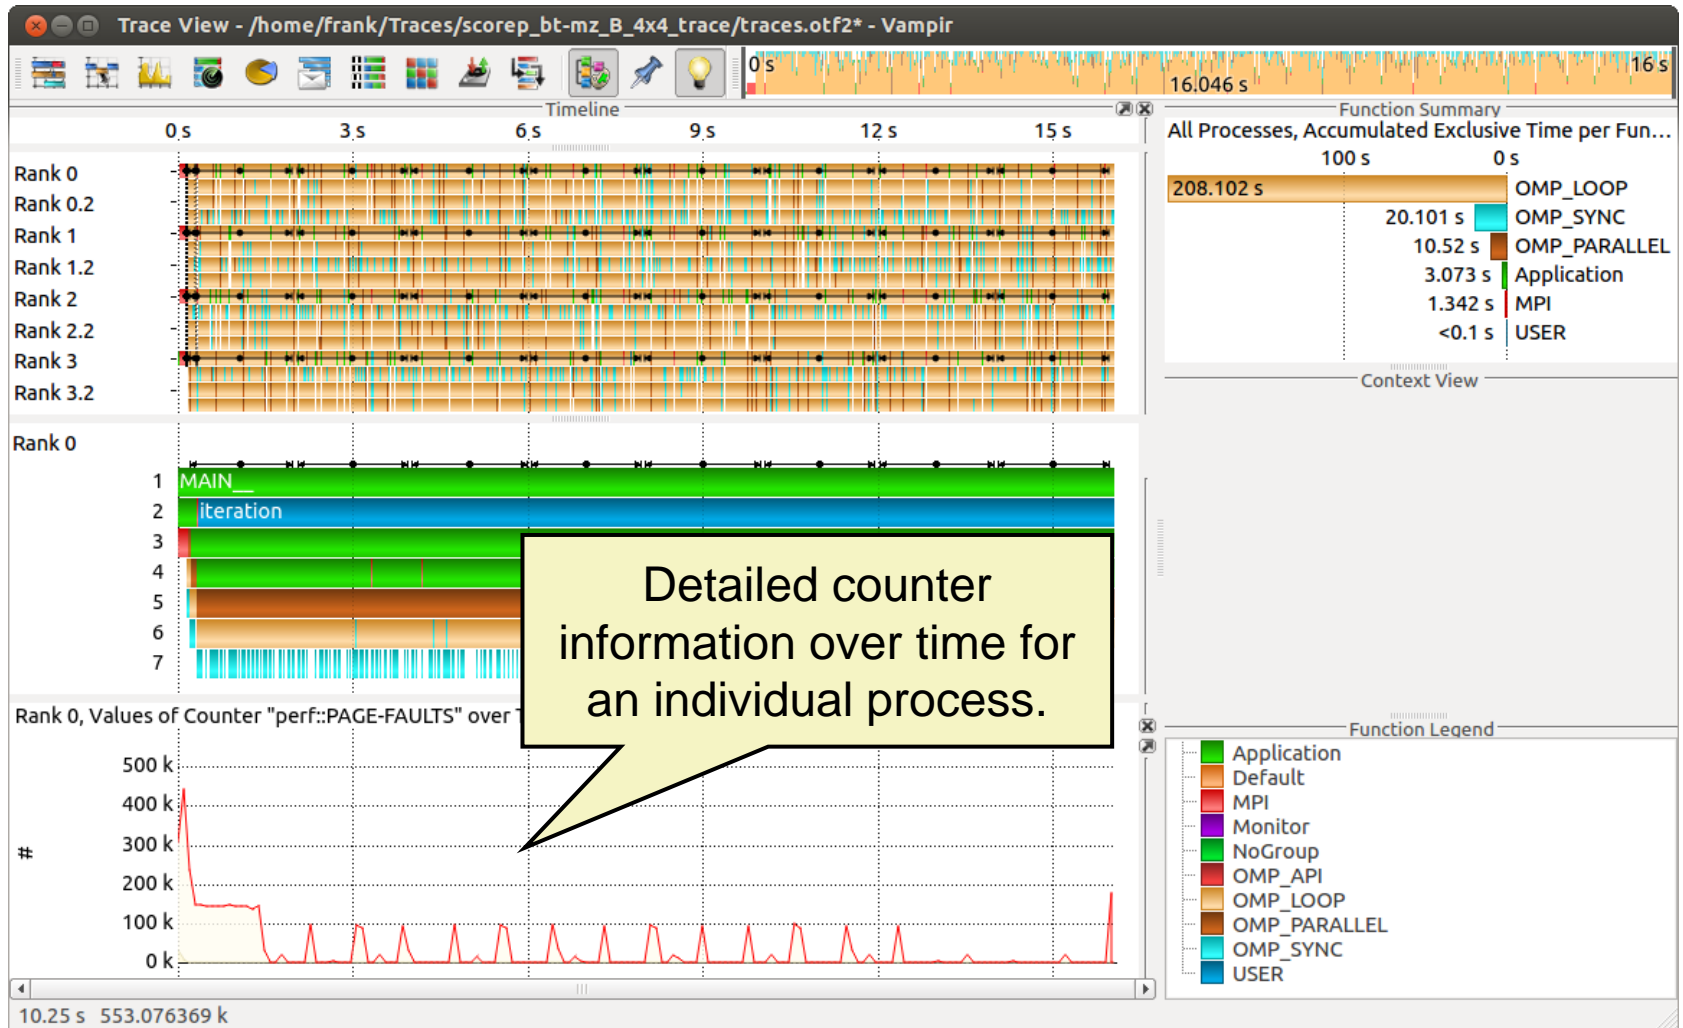 Trace View - /home/frank/Traces/scorep_bt-mz_B_4x4_trace/traces.otf2* - Vampir
0 s
16 s
16.046 s
Timeline
0 s
3 s
6 s
9 s
12 s
15 s
Rank 0
Rank 0.2
Rank 1
Rank 1.2
Rank 2
Rank 2.2
Rank 3
Rank 3.2
Function Summary
All Processes, Accumulated Exclusive Time per Fun...
100 s
0 s
208.102 s OMP_LOOP
20.101 s OMP_SYNC
10.52 s OMP_PARALLEL
3.073 s Application
1.342 s MPI
<0.1 s USER
Context View
Rank 0
1 MAIN__
2 iteration
3
4
5
6
7
Detailed counter
information over time for
an individual process.
Rank 0, Values of Counter "perf::PAGE-FAULTS" over
500 k
400 k
300 k
200 k
100 k
0 k
#
Function Legend
Application
Default
MPI
Monitor
NoGroup
OMP_API
OMP_LOOP
OMP_PARALLEL
OMP_SYNC
USER
10.25 s 553.076369 k